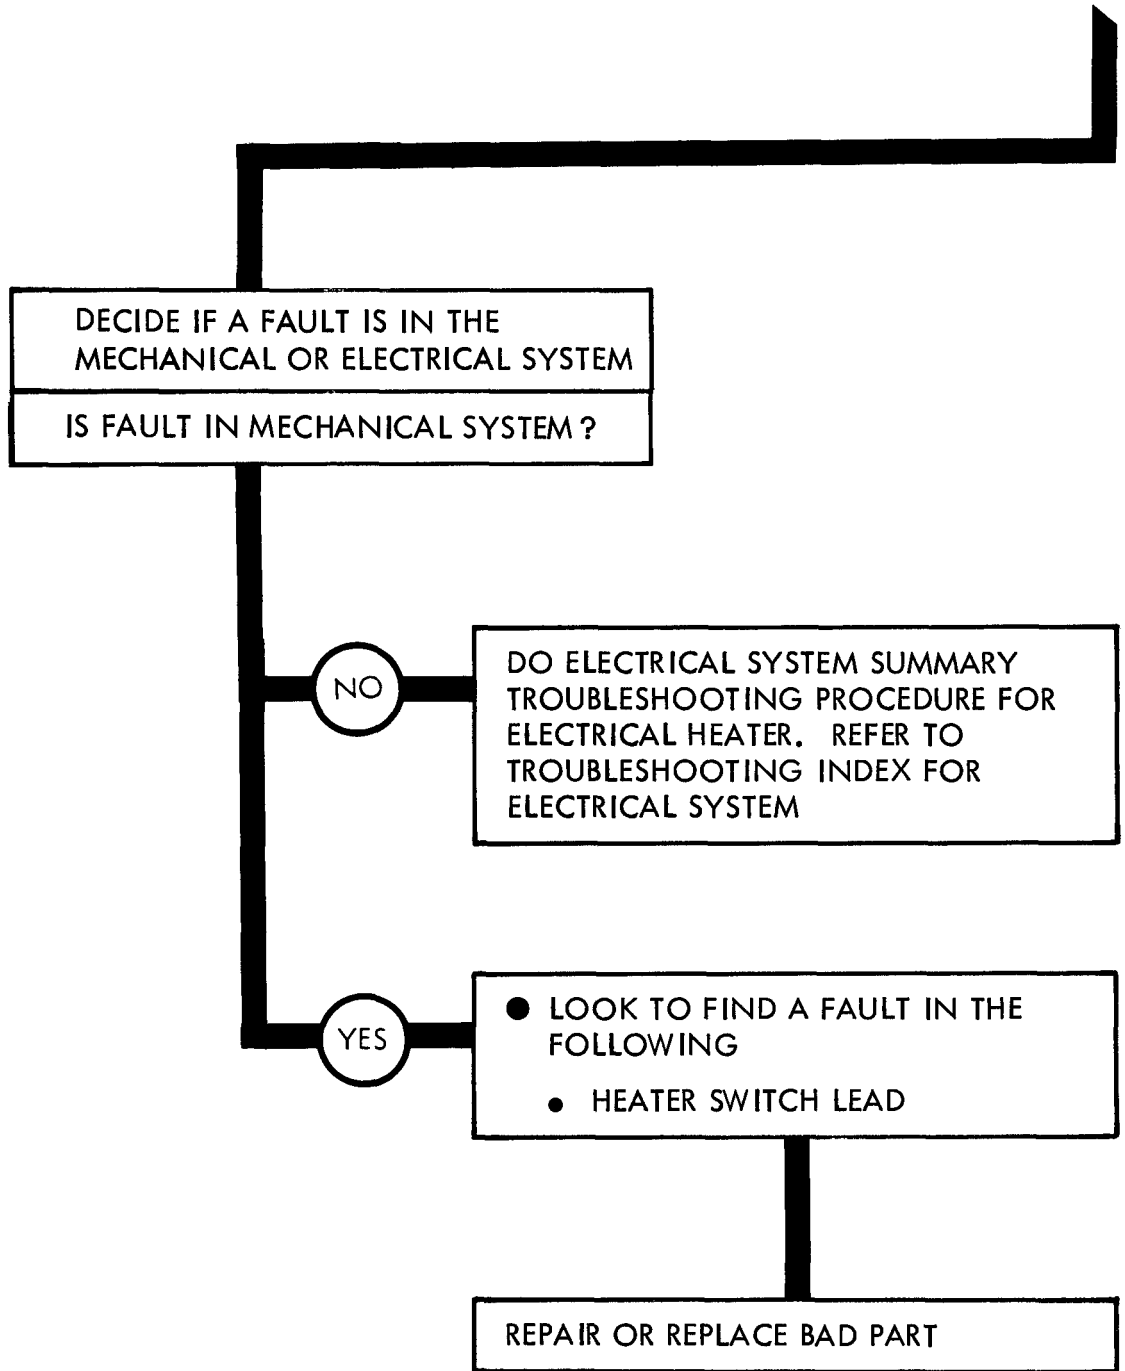 DECIDE IF A FAULT IS IN THE
MECHANICAL OR ELECTRICAL SYSTEM
IS FAULT IN MECHANICAL SYSTEM?
NO
DO ELECTRICAL SYSTEM SUMMARY
TROUBLESHOOTING PROCEDURE FOR
ELECTRICAL HEATER. REFER TO
TROUBLESHOOTING INDEX FOR
ELECTRICAL SYSTEM
YES
● LOOK TO FIND A FAULT IN THE
FOLLOWING
● HEATER SWITCH LEAD
REPAIR OR REPLACE BAD PART